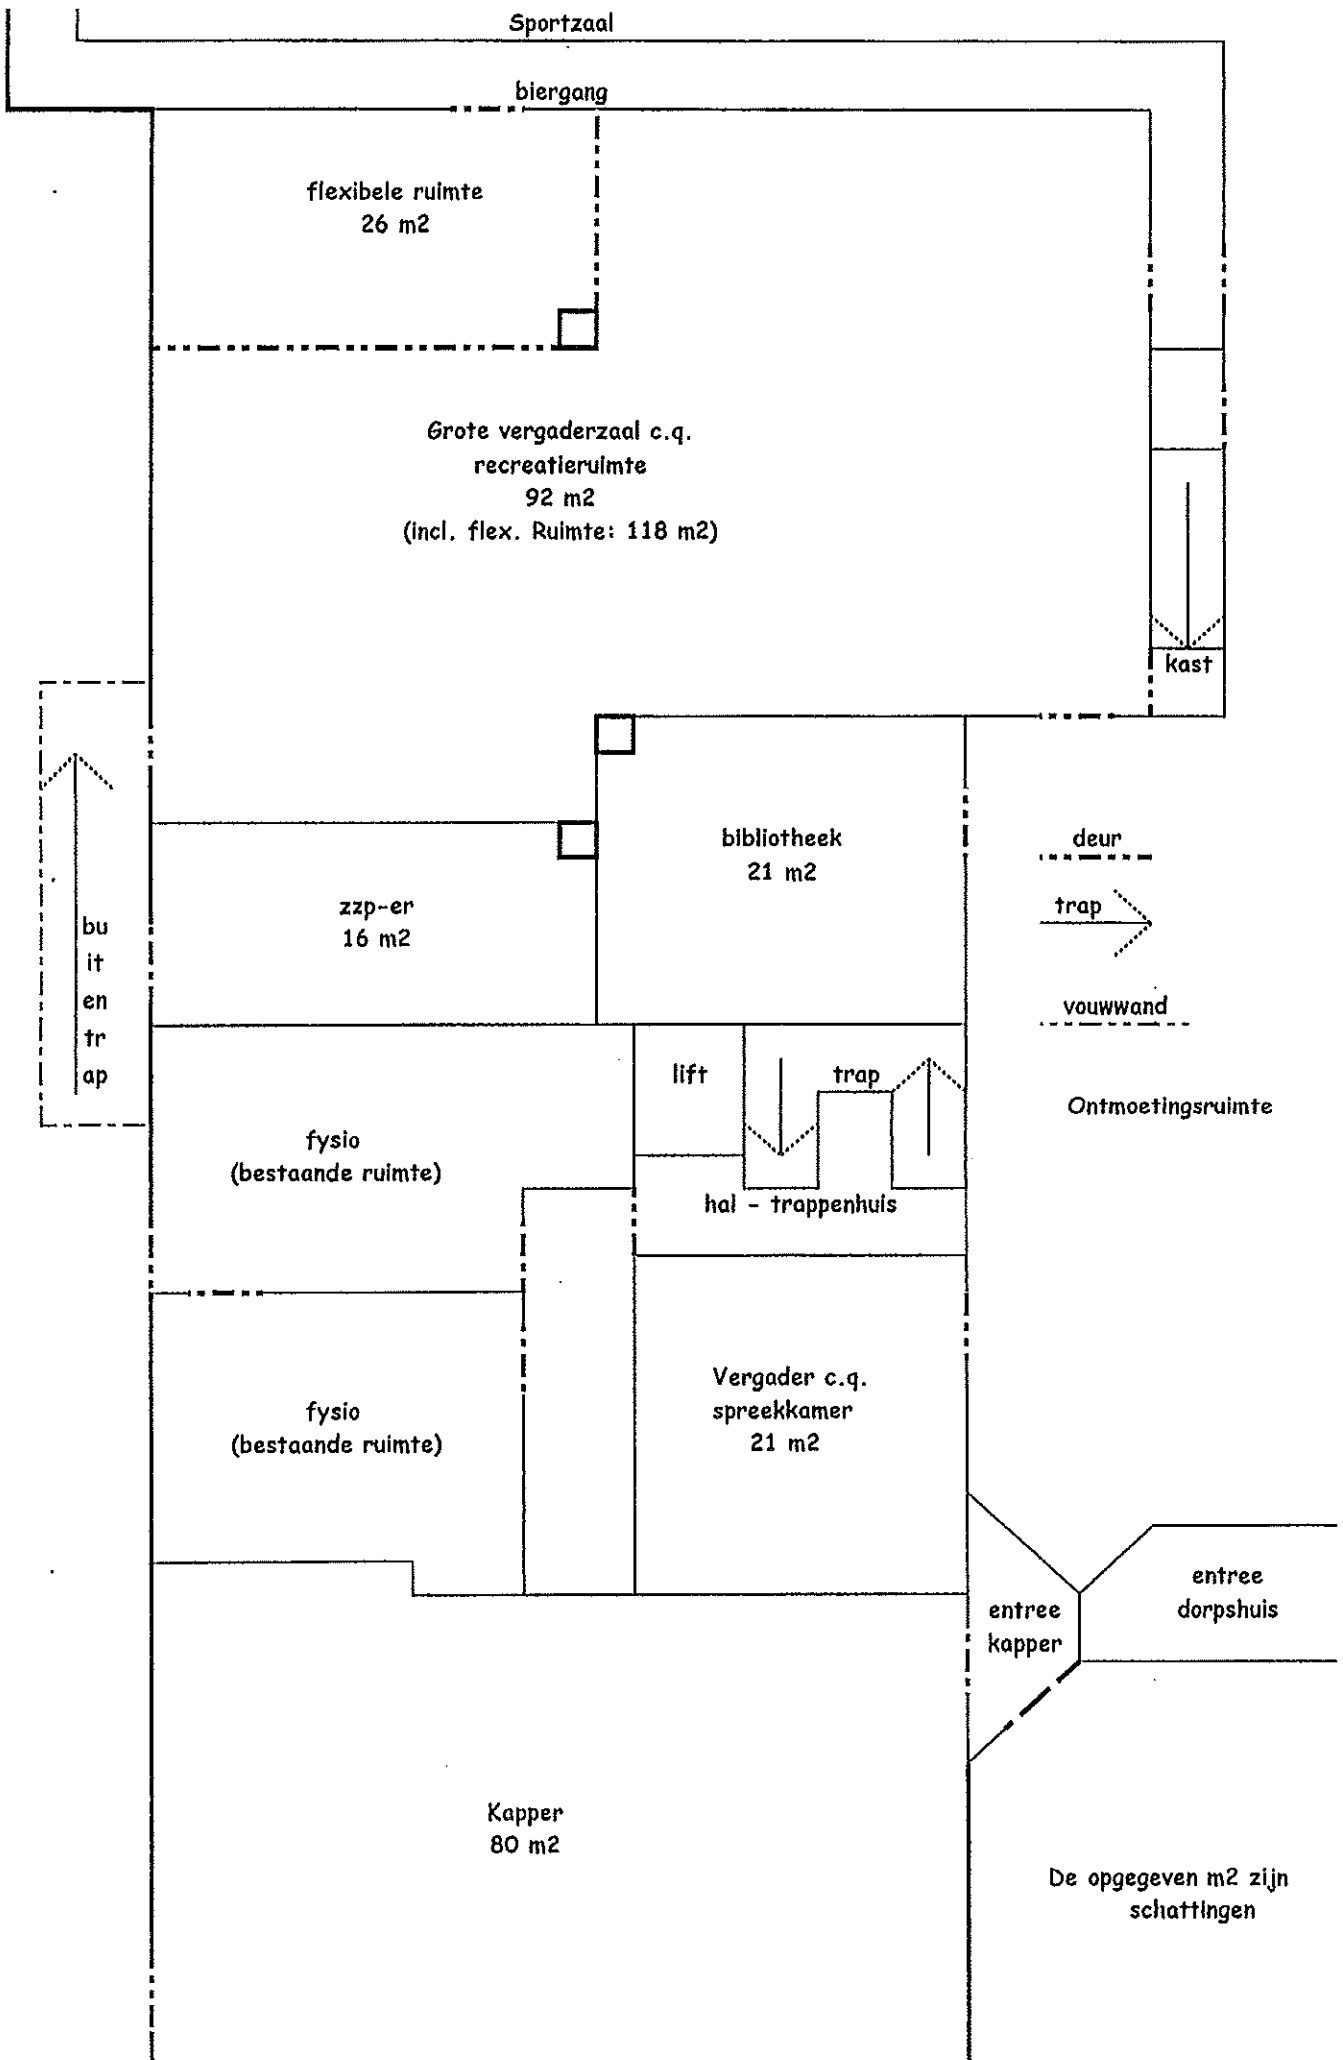 Sportzaal
biergang
flexibele ruimte
26 m2
Grote vergaderzaal c.q.
recreatieruimte
92 m2
(incl. flex. Ruimte: 118 m2)
kast
bibliotheek
21 m2
deur
trap
vouwwand
zzp-er
16 m2
bu
it
en
tr
ap
lift
trap
Ontmoetingsruimte
fysio
(bestaande ruimte)
hal - trappenhuis
Vergader c.q.
spreekkamer
21 m2
fysio
(bestaande ruimte)
entree
dorpshuis
entree
kapper
Kapper
80 m2
De opgegeven m2 zijn
schattingen